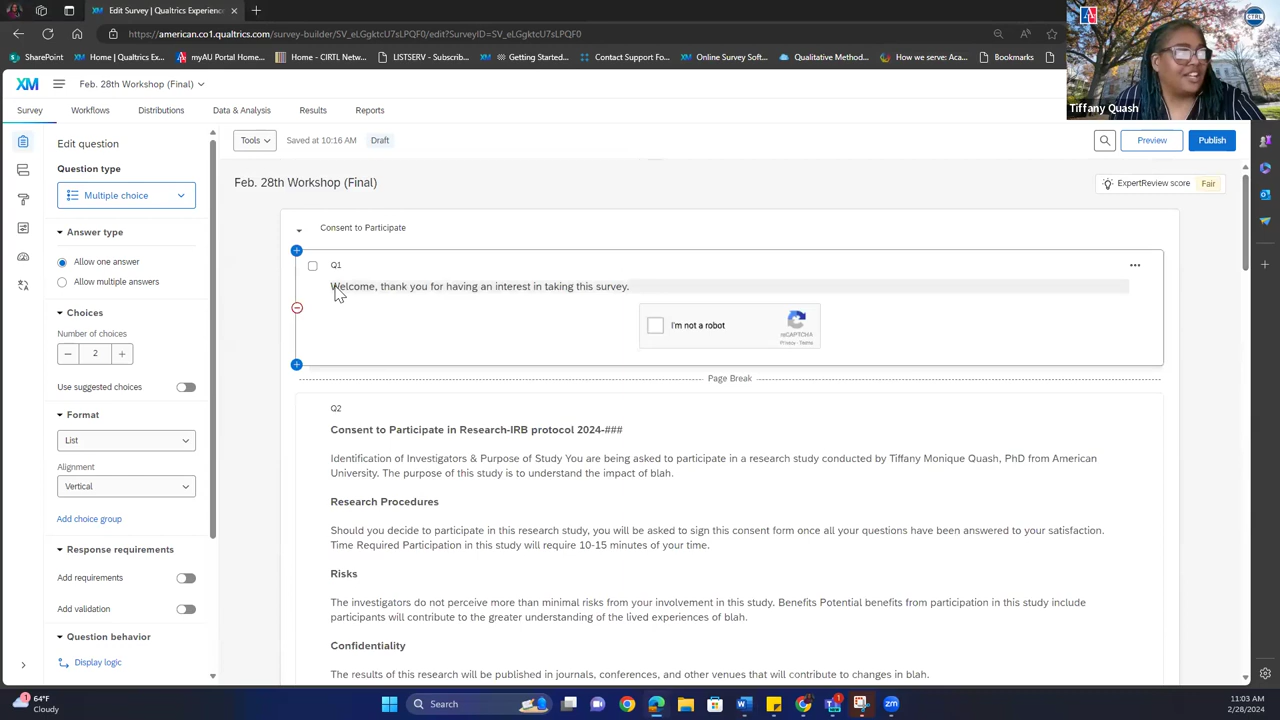 Edit Survey | Qualtrics Experience
https://american.co1.qualtrics.com/survey-builder/SV_eLGgktcU7sLPQF0/edit?SurveyID=SV_eLGgktcU7sLPQF0
SharePoint
Home | Qualtrics Ex...
myAU Portal Home
Home - CIRTL Netw...
LISTSERV - Subscrib...
Getting Started...
Contact Support Fo...
Qualitative Method...
How we serve: Aca...
Bookmarks
CTRL
Tiffany Quash
XM
Feb. 28th Workshop (Final)
Survey
Workflows
Distributions
Data & Analysis
Results
Reports
Edit question
Question type
Multiple choice
Answer type
Allow one answer
Allow multiple answers
Choices
Number of choices
2
Use suggested choices
Format
List
Alignment
Vertical
Add choice group
Response requirements
Add requirements
Add validation
Question behavior
Display logic
Tools
Saved at 10:16 AM
Draft
Preview
Publish
Feb. 28th Workshop (Final)
ExpertReview score
Fair
Consent to Participate
Q1
Welcome, thank you for having an interest in taking this survey.
I'm not a robot
reCAPTCHA
Privacy - Terms
Page Break
Q2
Consent to Participate in Research-IRB protocol 2024-###
Identification of Investigators & Purpose of Study You are being asked to participate in a research study conducted by Tiffany Monique Quash, PhD from American
University. The purpose of this study is to understand the impact of blah.
Research Procedures
Should you decide to participate in this research study, you will be asked to sign this consent form once all your questions have been answered to your satisfaction.
Time Required Participation in this study will require 10-15 minutes of your time.
Risks
The investigators do not perceive more than minimal risks from your involvement in this study. Benefits Potential benefits from participation in this study include
participants will contribute to the greater understanding of the lived experiences of blah.
Confidentiality
The results of this research will be published in journals, conferences, and other venues that will contribute to changes in blah.
64°F
Cloudy
Search
zm
11:03 AM
2/28/2024